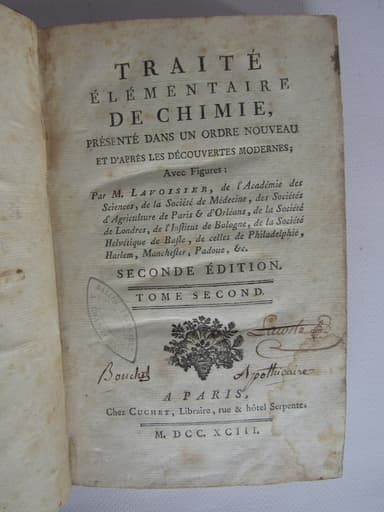 TRAITÉ
ÉLÉMENTAIRE
DE CHIMIE,
PRÉSENTÉ DANS UN ORDRE NOUVEAU
ET D'APRÈS LES DÉCOUVERTES MODERNES;
Avec Figures:
Par M. LAVOISIER, de l'Académie des
Sciences, de la Société de Médecine, des Sociétés
d'Agriculture de Paris & d'Orléans, de la Société
de Londres, de l'Institut de Bologne, de la Société
Helvétique de Basle, de celles de Philadelphie,
Harlem, Manchester, Padoue, &c.
SECONDE ÉDITION.
TOME SECOND.
Lacoste
Bouchet Apothicaire
A PARIS,
Chez CUCHET, Libraire, rue & hôtel Serpente.
M. DCC. XCIII.